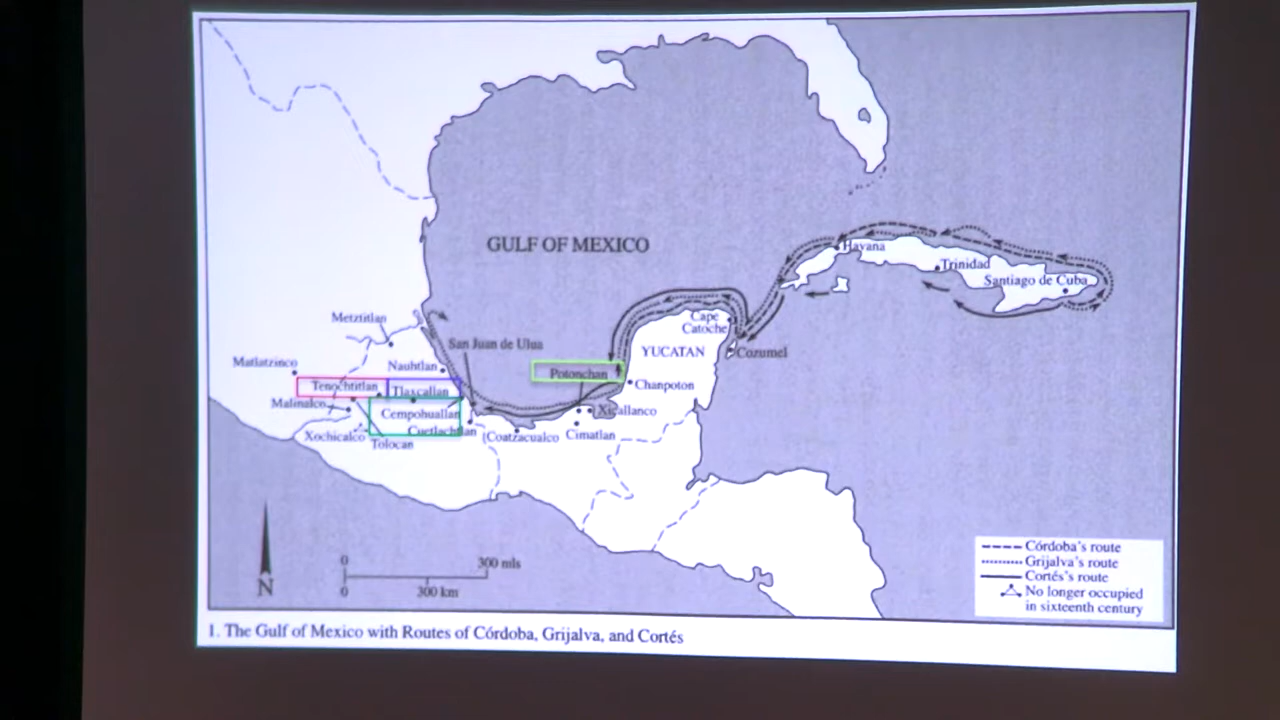 GULF OF MEXICO
Havana
Trinidad
Santiago de Cuba
Metztitlan
San Juan de Ulua
Cape
Catoche
YUCATAN
Cozumel
Matlatzinco
Nauhtlan
Potonchan
Tenochtitlan
Tlaxcallan
Chanpoton
Malinalco
Cempohuallan
Xicallanco
Xochicalco
Cuetlachtlan
Coatzacualco
Cimatlan
Tolocan
0
300 mls
0
300 km
N
Córdoba's route
Grijalva's route
Cortés's route
No longer occupied
in sixteenth century
1. The Gulf of Mexico with Routes of Córdoba, Grijalva, and Cortés